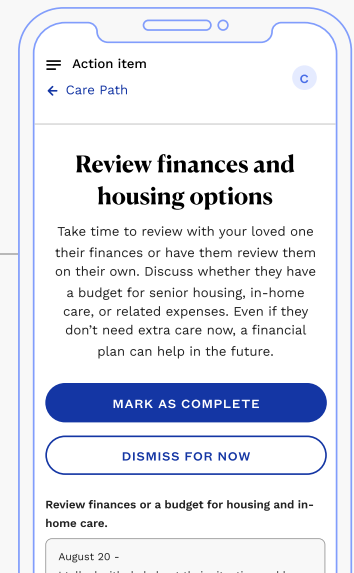 Action item
Care Path
C
Review finances and
housing options
Take time to review with your loved one
their finances or have them review them
on their own. Discuss whether they have
a budget for senior housing, in-home
care, or related expenses. Even if they
don’t need extra care now, a financial
plan can help in the future.
MARK AS COMPLETE
DISMISS FOR NOW
Review finances or a budget for housing and in-
home care.
August 20 -